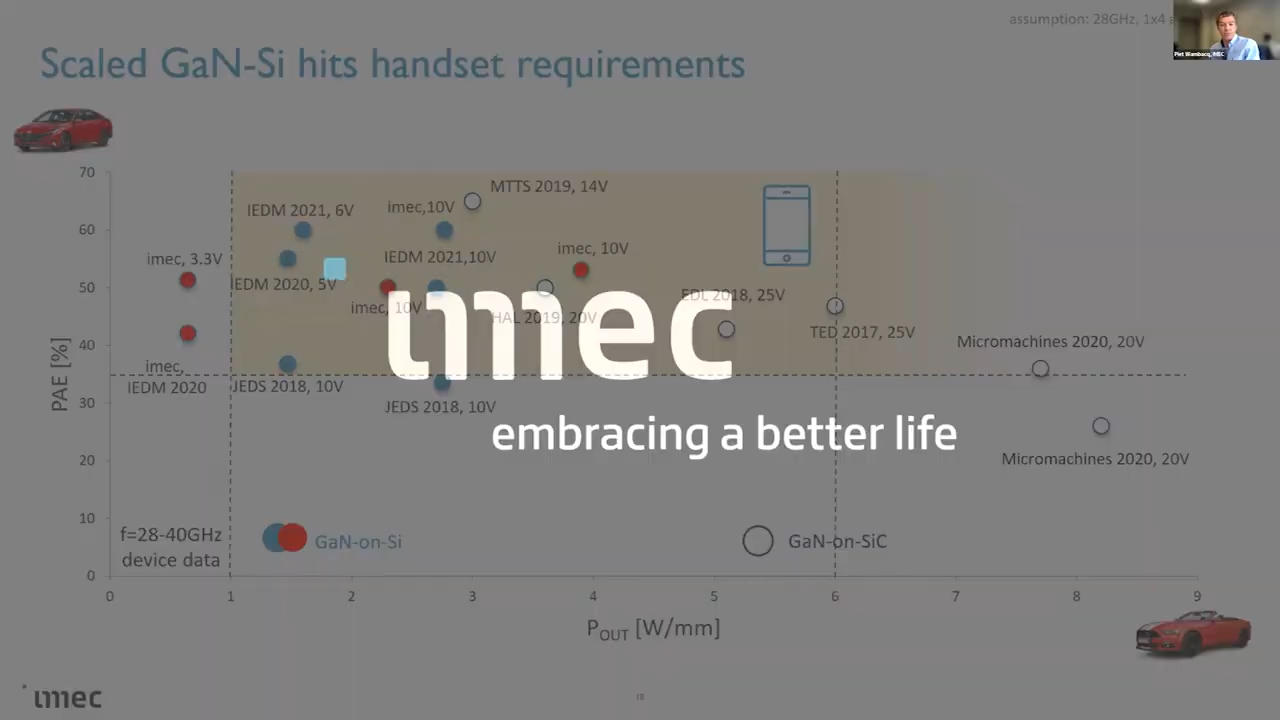 assumption: 28GHz, 1x4
Piet Wambacq, IMEC
Scaled GaN-Si hits handset requirements
70
60
50
40
30
20
10
0
PAE [%]
MTTS 2019, 14V
IEDM 2021, 6V
imec,10V
imec, 3.3V
IEDM 2021,10V
imec, 10V
IEDM 2020, 5V
imec, 10V
HAL 2019, 20V
EDL 2018, 25V
TED 2017, 25V
Micromachines 2020, 20V
imec,
IEDM 2020
JEDS 2018, 10V
JEDS 2018, 10V
Micromachines 2020, 20V
imec
embracing a better life
f=28-40GHz
device data
GaN-on-Si
GaN-on-SiC
0 1 2 3 4 5 6 7 8 9
POUT [W/mm]
imec
18